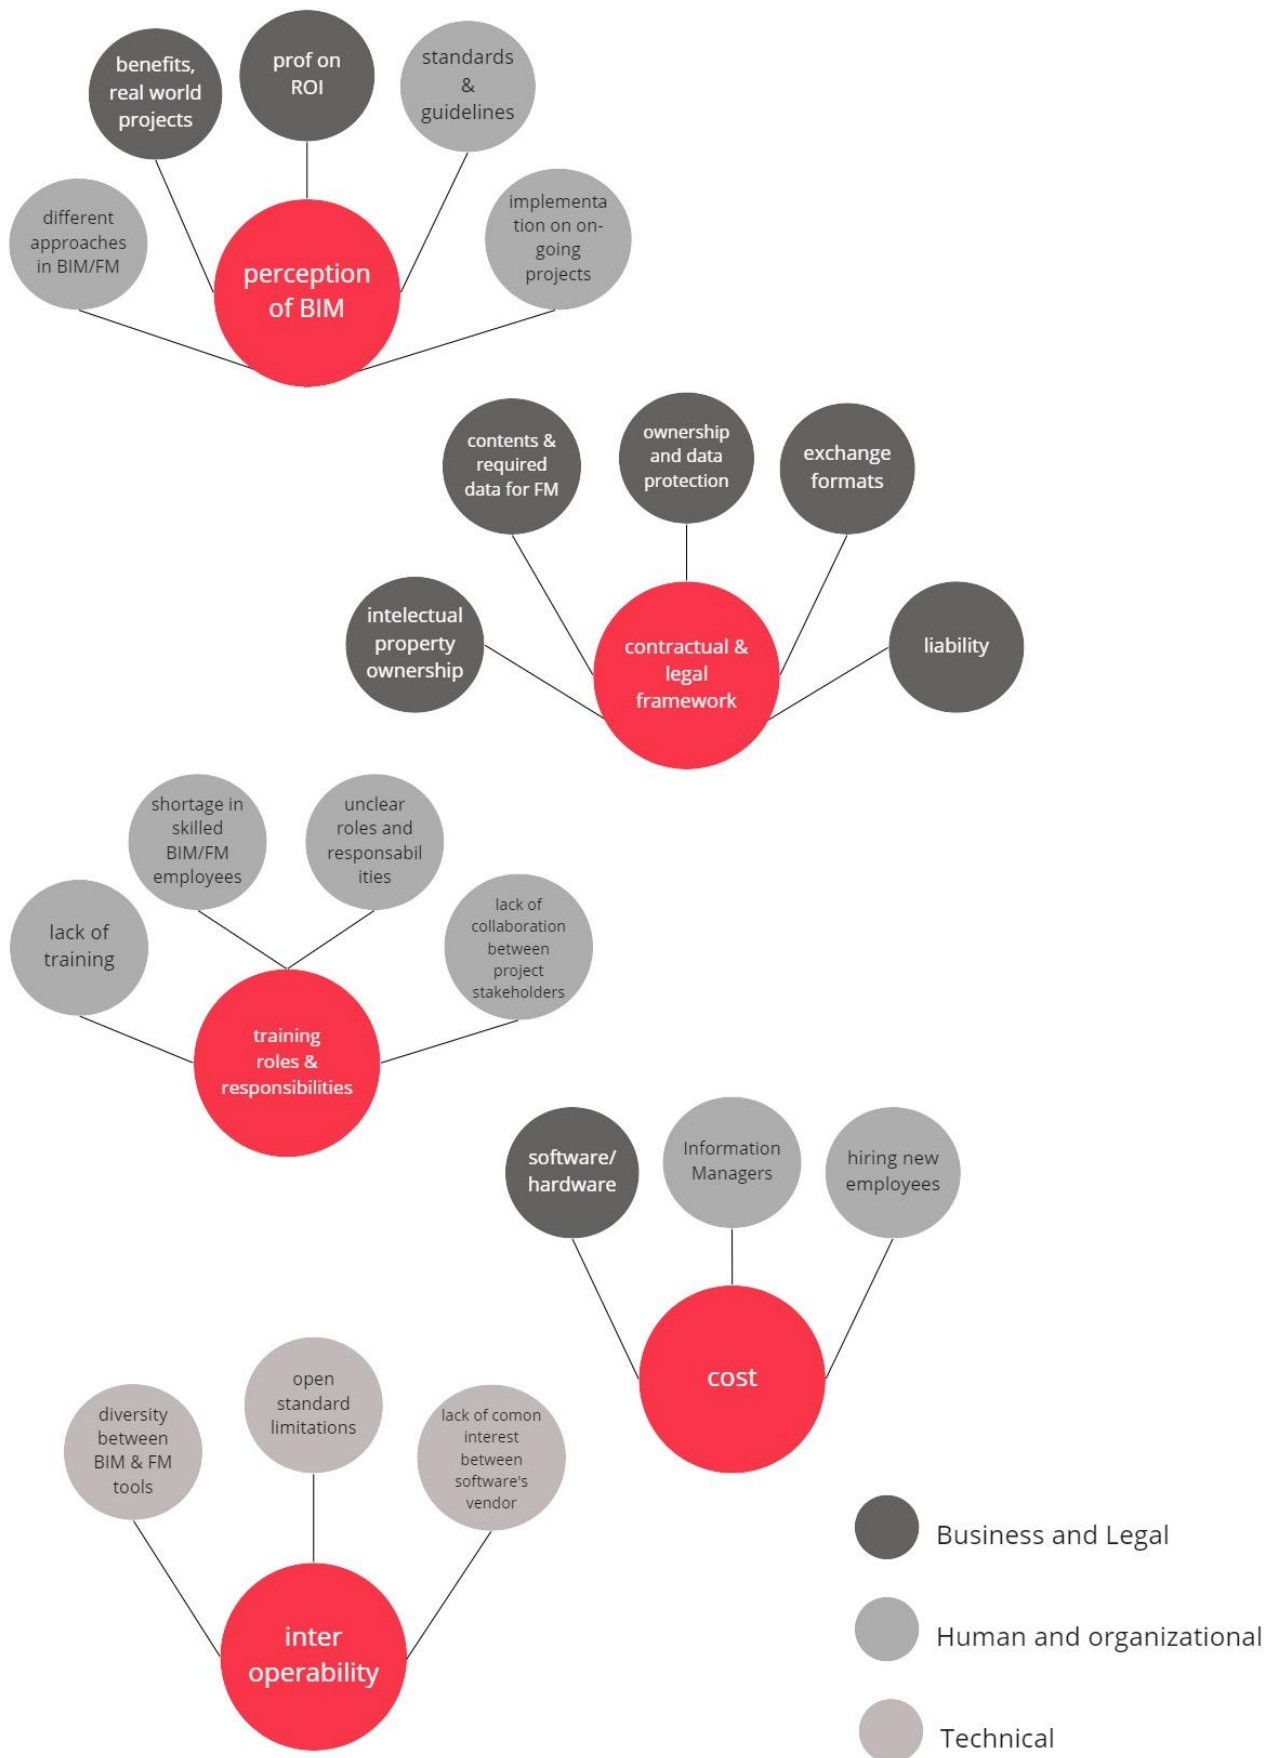 benefits,
real world
projects
prof on
ROI
standards
&
guidelines
different
approaches
in BIM/FM
implementa
tion on on-
going
projects
perception
of BIM
contents &
required
data for FM
ownership
and data
protection
exchange
formats
intelectual
property
ownership
contractual &
legal
framework
liability
shortage in
skilled
BIM/FM
employees
unclear
roles and
responsabil
ities
lack of
training
lack of
collaboration
between
project
stakeholders
training
roles &
responsibilities
software/
hardware
Information
Managers
hiring new
employees
cost
diversity
between
BIM & FM
tools
open
standard
limitations
lack of comon
interest
between
software's
vendor
inter
operability
Business and Legal
Human and organizational
Technical